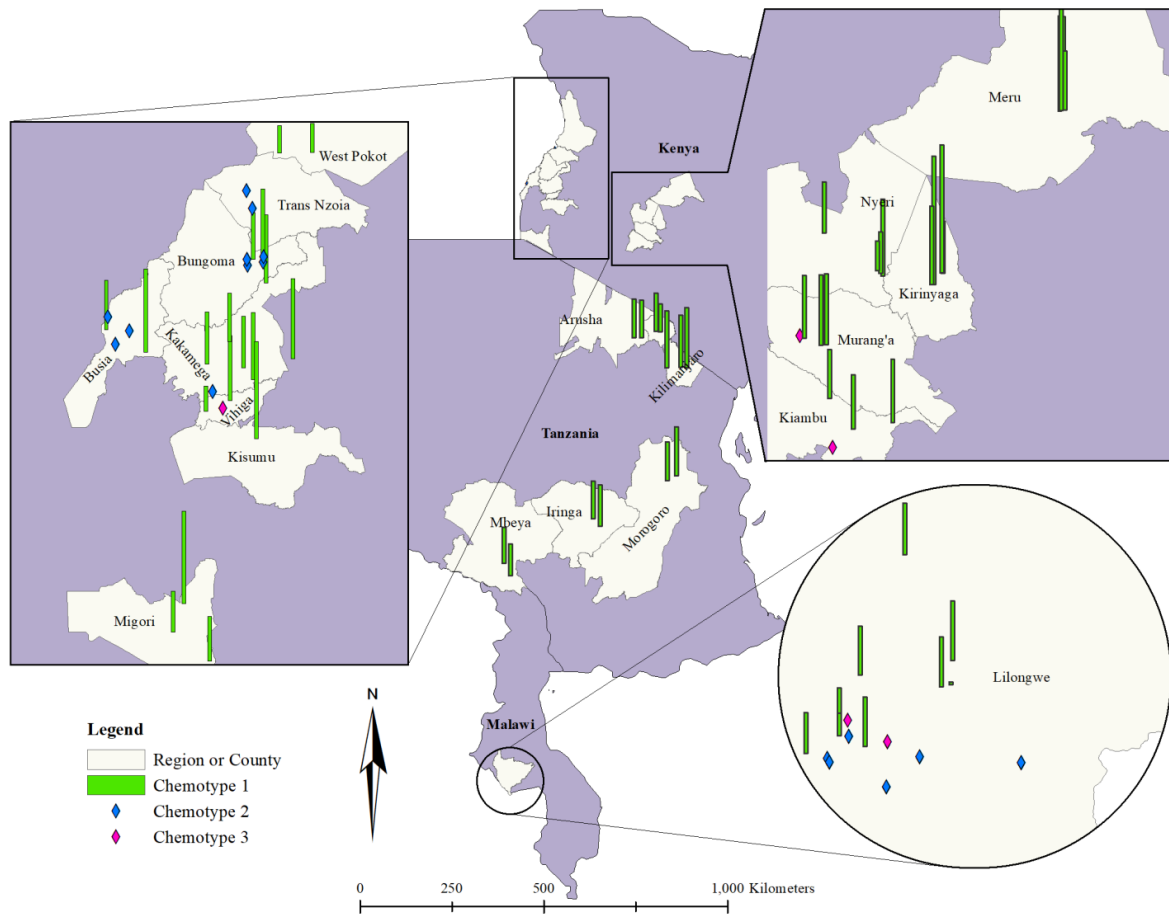 Kenya
West Pokot
Trans Nzoia
Bungoma
Busia
Kakamega
Vihiga
Kisumu
Migori
Meru
Nyeri
Kirinyaga
Murang'a
Kiambu
Arusha
Kilimanjaro
Tanzania
Iringa
Mbeya
Morogoro
Malawi
Lilongwe
N
Legend
Region or County
Chemotype 1
Chemotype 2
Chemotype 3
0 250 500 1,000 Kilometers